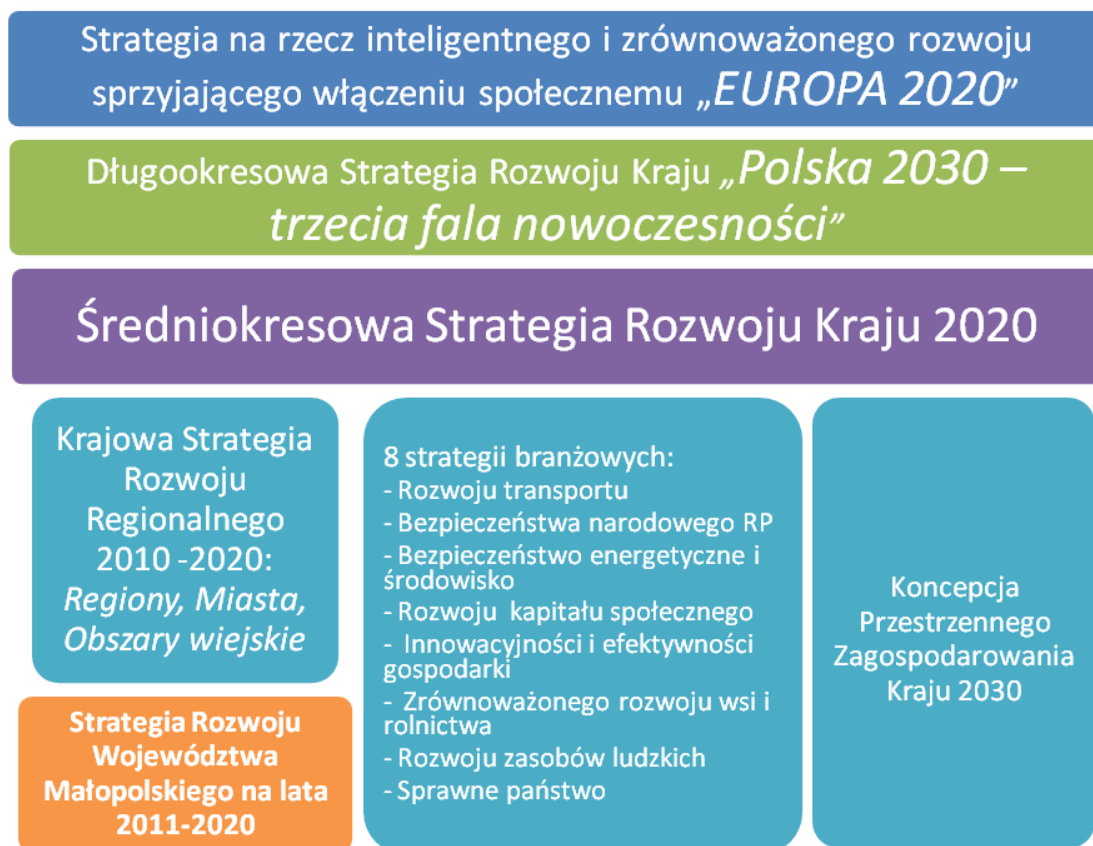 Strategia na rzecz inteligentnego i zrównoważonego rozwoju
sprzyjającego włączeniu społecznemu „EUROPA 2020”
Długookresowa Strategia Rozwoju Kraju „Polska 2030 –
trzecia fala nowoczesności”
Średniokresowa Strategia Rozwoju Kraju 2020
Krajowa Strategia
Rozwoju
Regionalnego
2010 -2020:
Regiony, Miasta,
Obszary wiejskie
Strategia Rozwoju
Województwa
Małopolskiego na lata
2011-2020
8 strategii branżowych:
- Rozwoju transportu
- Bezpieczeństwa narodowego RP
- Bezpieczeństwo energetyczne i
środowisko
- Rozwoju kapitału społecznego
- Innowacyjności i efektywności
gospodarki
- Zrównoważonego rozwoju wsi i
rolnictwa
- Rozwoju zasobów ludzkich
- Sprawne państwo
Koncepcja
Przestrzennego
Zagospodarowania
Kraju 2030